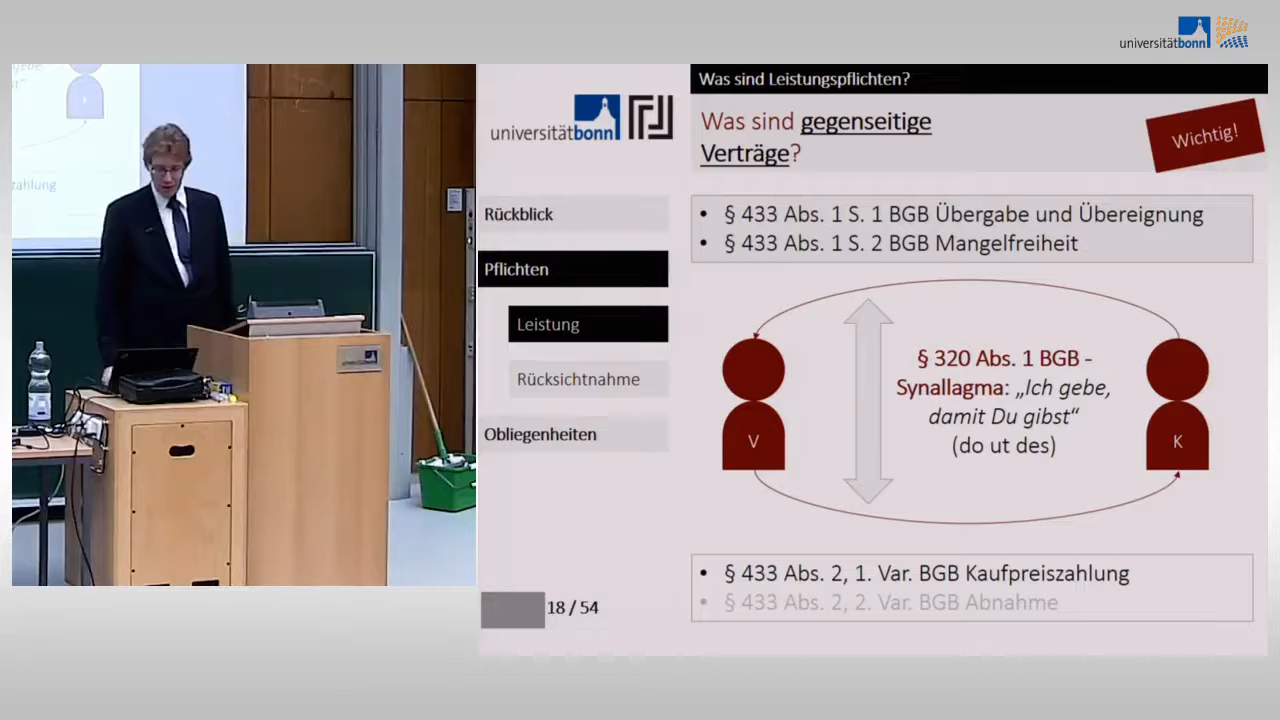 universitätbonn
zahlung
universitätbonn
Rückblick
Pflichten
Leistung
Rücksichtnahme
Obliegenheiten
18 / 54
Was sind Leistungspflichten?
Was sind gegenseitige
Verträge?
Wichtig!
• § 433 Abs. 1 S. 1 BGB Übergabe und Übereignung
• § 433 Abs. 1 S. 2 BGB Mangelfreiheit
V
§ 320 Abs. 1 BGB -
Synallagma: „Ich gebe,
damit Du gibst“
(do ut des)
K
• § 433 Abs. 2, 1. Var. BGB Kaufpreiszahlung
• § 433 Abs. 2, 2. Var. BGB Abnahme